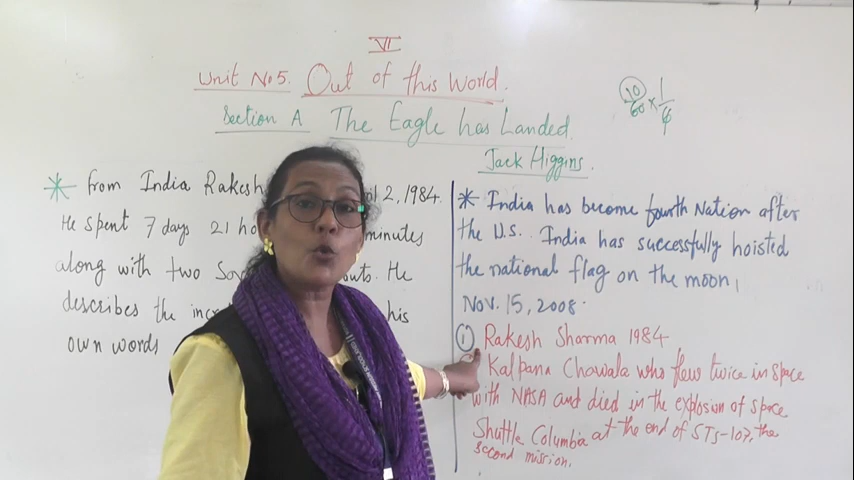 VI
Unit No 5. Out of this World.
Section A The Eagle has Landed.
Jack Higgins.
10/60 × 1/6
* from India Rakesh 2, 1984.
He spent 7 days 21 minutes
along with two He
describes the his
own words
* India has become fourth Nation after
the U.S. India has successfully hoisted
the national flag on the moon,
Nov. 15, 2008.
① Rakesh Sharma 1984
Kalpana Chowala who flew twice in space
with NASA and died in the explosion of space
Shuttle Columbia at the end of STS-107, the
second mission.